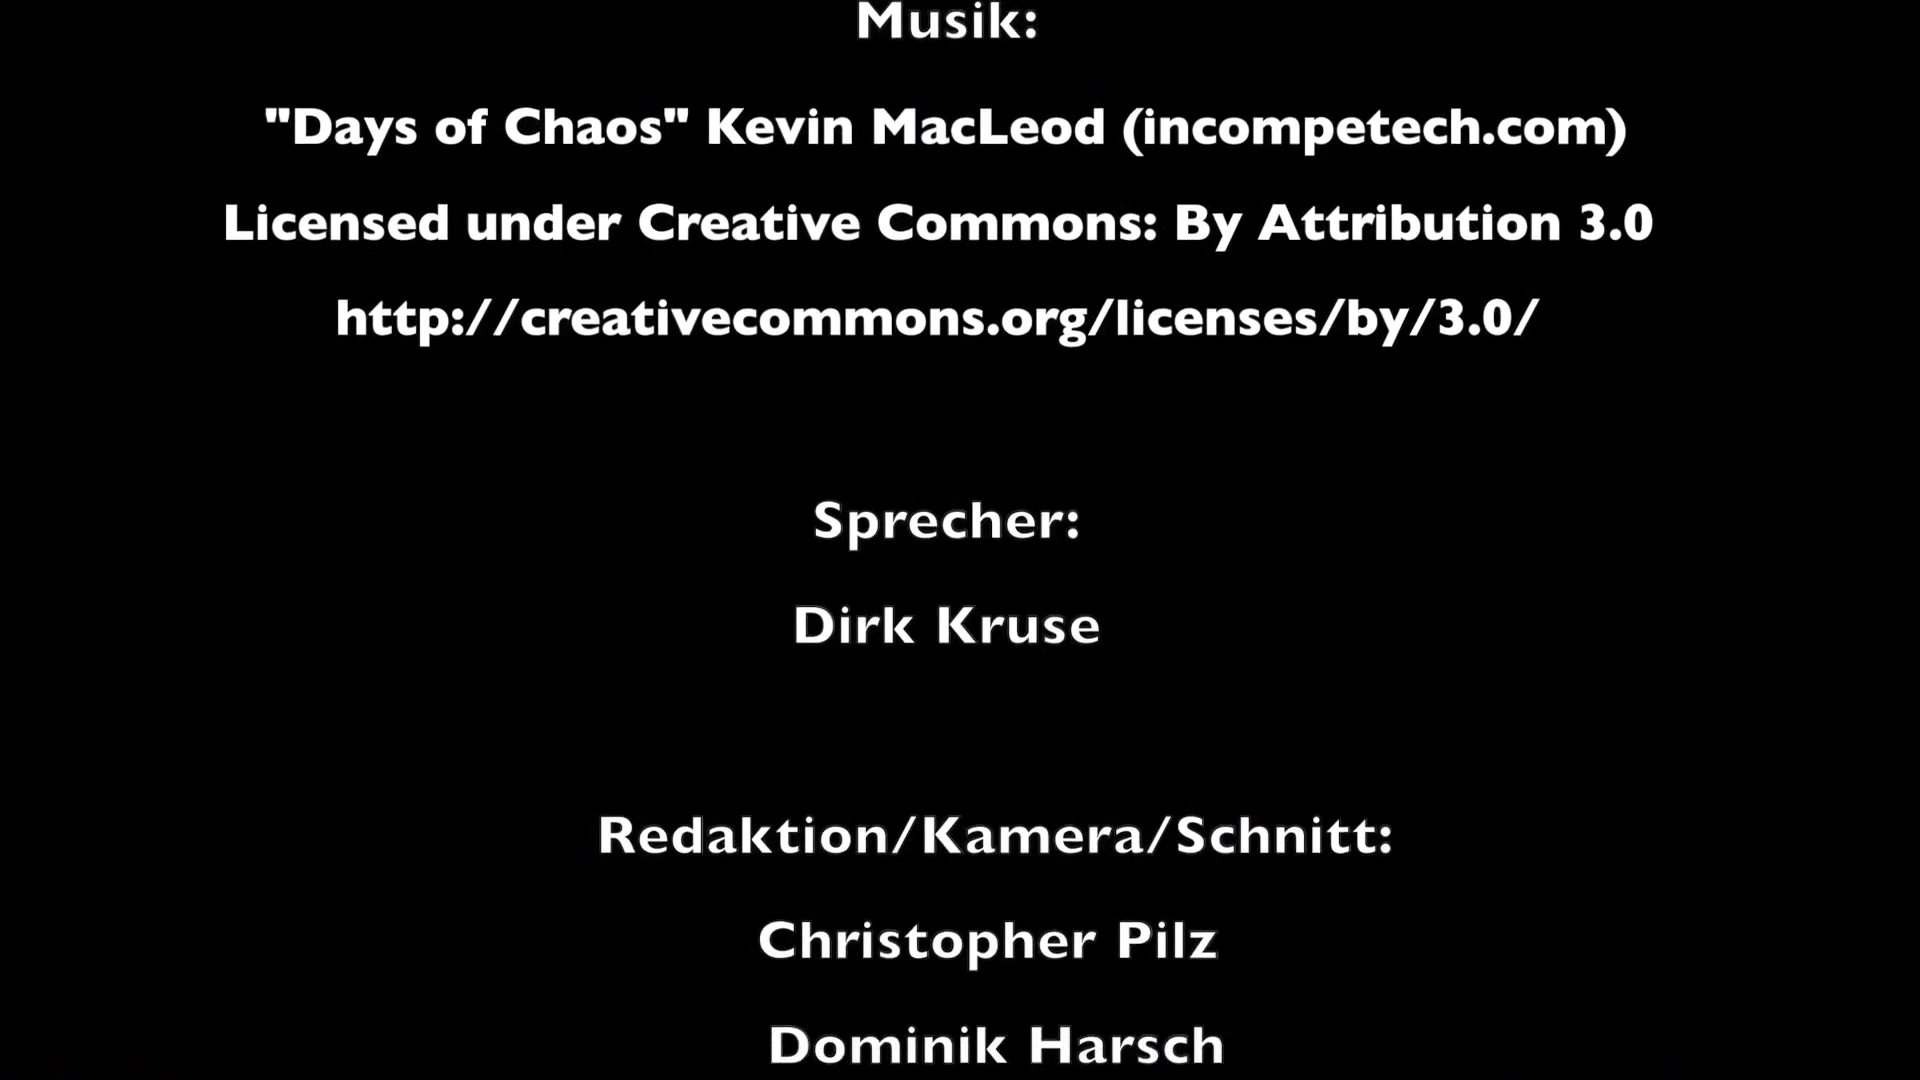 Musik:
"Days of Chaos" Kevin MacLeod (incompetech.com)
Licensed under Creative Commons: By Attribution 3.0
http://creativecommons.org/licenses/by/3.0/
Sprecher:
Dirk Kruse
Redaktion/Kamera/Schnitt:
Christopher Pilz
Dominik Harsch